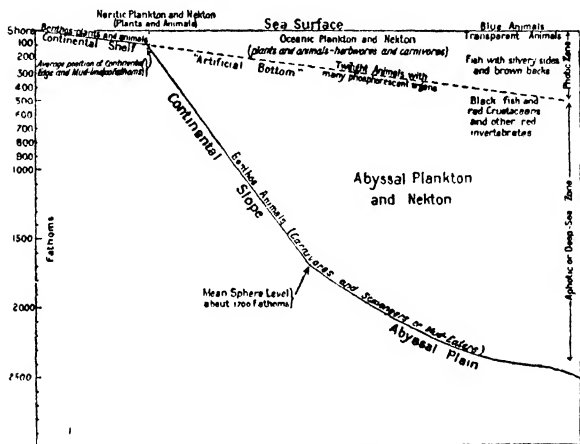 Neritic Plankton and Nekton
(Plants and Animals)
Sea Surface
Blue Animals
Transparent Animals
Shore
Benthos-plants and animals
Continental Shelf
Average position of Continental
Edge and Mud-line (100 Fathoms)
Oceanic Plankton and Nekton
(plants and animals-herbivores and carnivores)
Fish with silvery sides
and brown backs
Photic Zone
"Artificial Bottom"
Twilight Animals with
many phosphorescent organs
Black fish and
red Crustaceans
and other red
invertebrates
Continental
Slope
Benthos Animals (Carnivores and Scavengers or Mud-Eaters)
Abyssal Plankton
and Nekton
Aphotic or Deep-Sea Zone
Mean Sphere Level
about 1700 Fathoms
Abyssal Plain
Fathoms
100
200
300
400
500
600
700
800
900
1000
1500
2000
2500